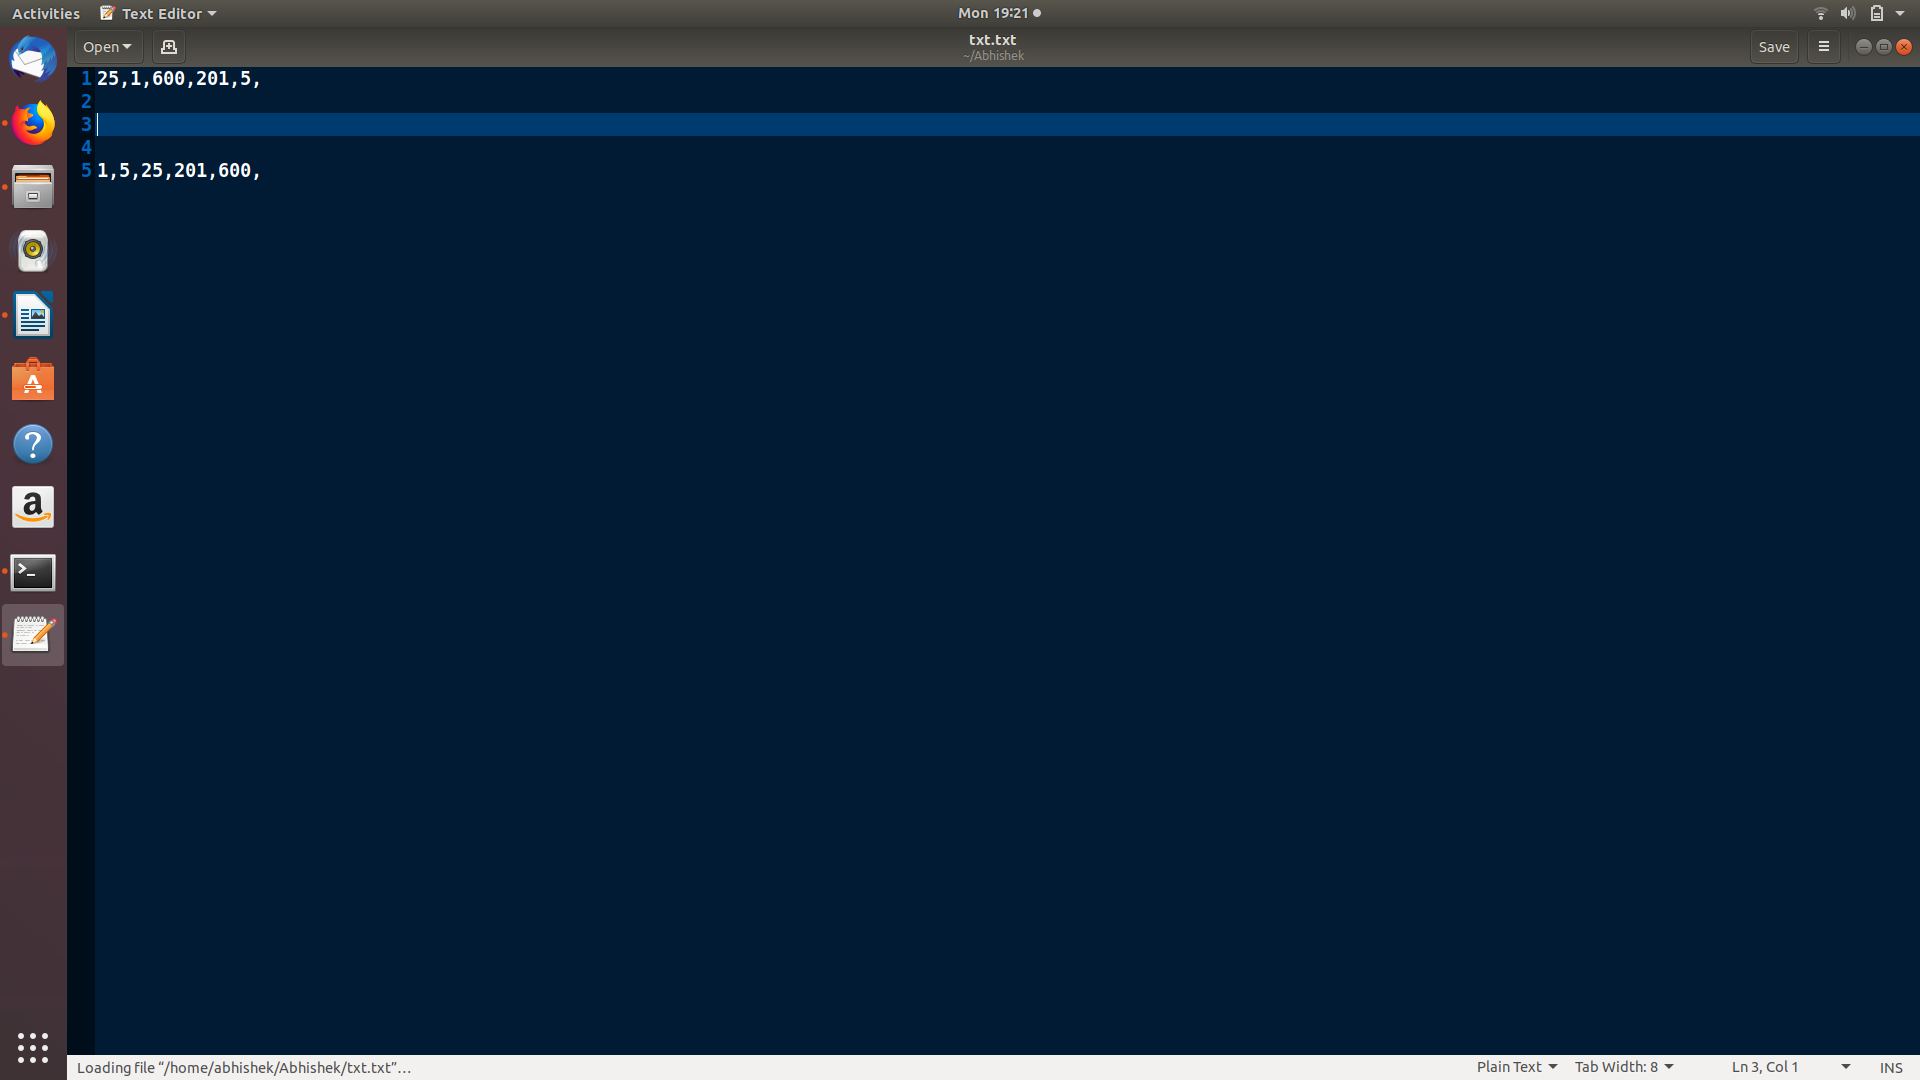 Activities Text Editor Mon 19:21
Open txt.txt Save
~/Abhishek
1 25,1,600,201,5,
2
3
4
5 1,5,25,201,600,
Loading file “/home/abhishek/Abhishek/txt.txt”… Plain Text Tab Width: 8 Ln 3, Col 1 INS